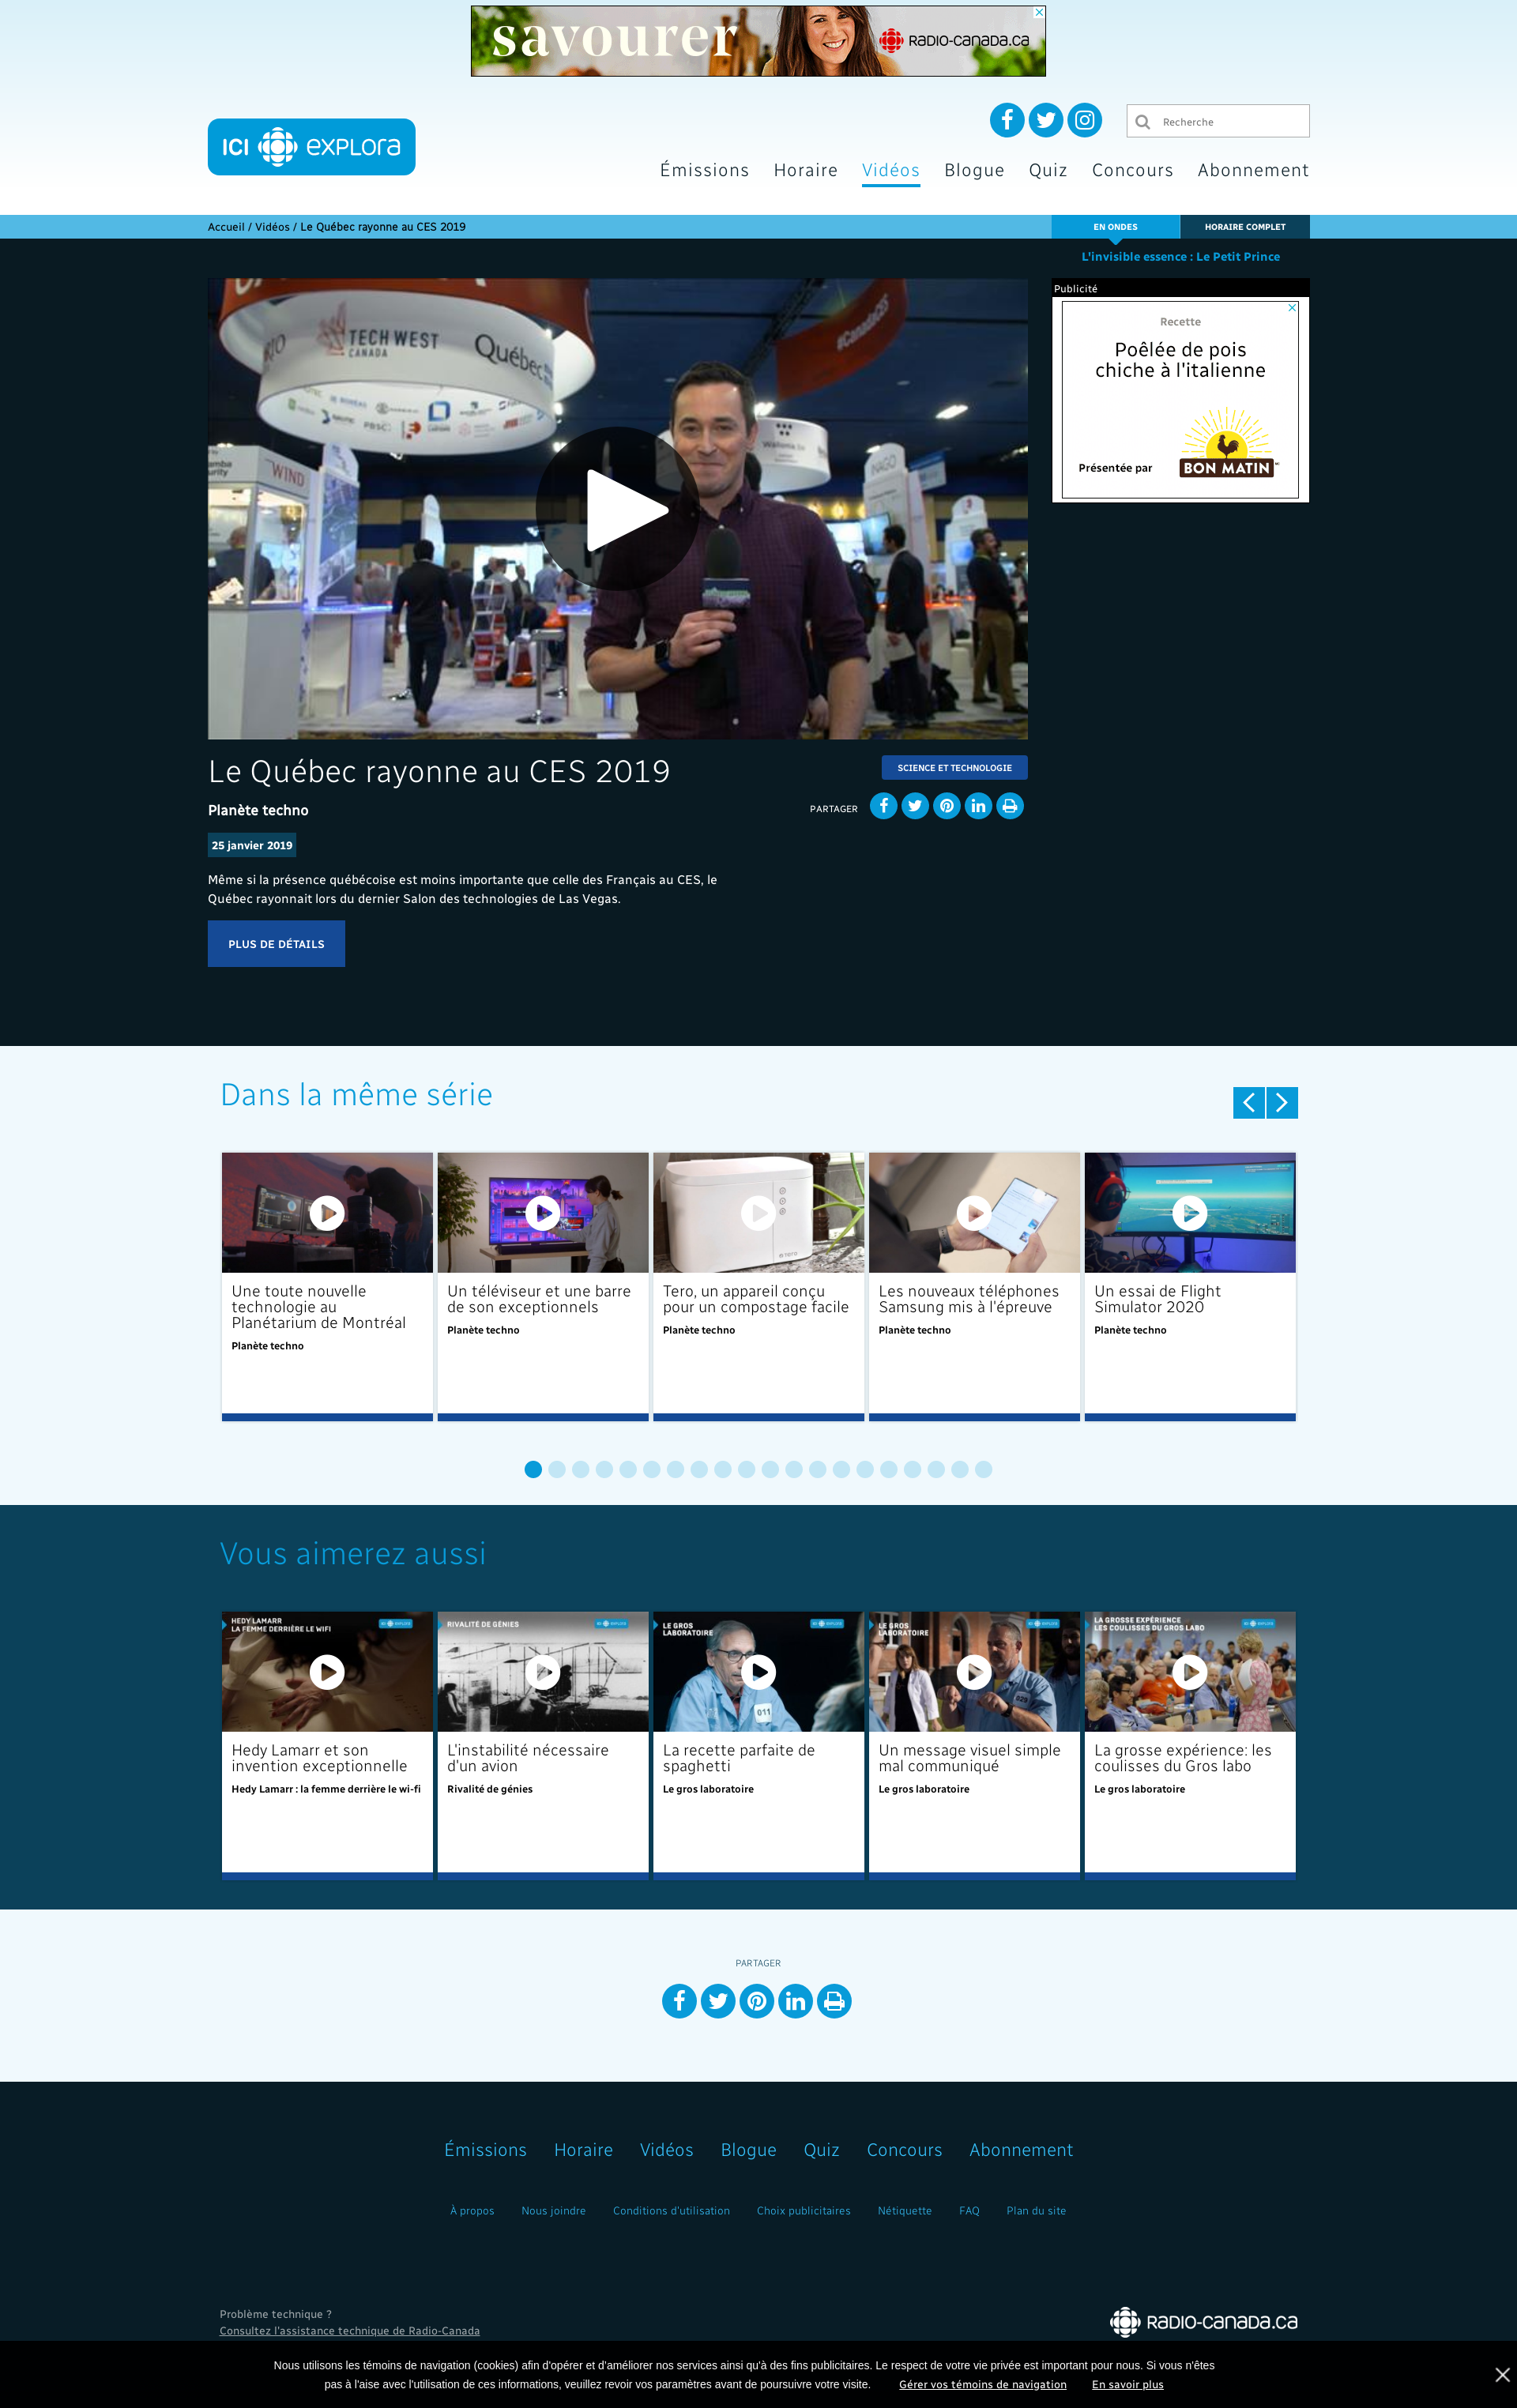 savourer
RADIO-CANADA.CA
ICI explora
Recherche
Émissions Horaire Vidéos Blogue Quiz Concours Abonnement
Accueil / Vidéos / Le Québec rayonne au CES 2019
EN ONDES
HORAIRE COMPLET
L'invisible essence : Le Petit Prince
Publicité
Recette
Poêlée de pois
chiche à l'italienne
Présentée par
BON MATIN
TECH WEST
CANADA
Québec
#CanadaCES
WIND
Le Québec rayonne au CES 2019
SCIENCE ET TECHNOLOGIE
Planète techno
PARTAGER
25 janvier 2019
Même si la présence québécoise est moins importante que celle des Français au CES, le
Québec rayonnait lors du dernier Salon des technologies de Las Vegas.
PLUS DE DÉTAILS
Dans la même série
Une toute nouvelle
technologie au
Planétarium de Montréal
Planète techno
Un téléviseur et une barre
de son exceptionnels
Planète techno
Tero, un appareil conçu
pour un compostage facile
Planète techno
Les nouveaux téléphones
Samsung mis à l'épreuve
Planète techno
Un essai de Flight
Simulator 2020
Planète techno
Vous aimerez aussi
HEDY LAMARR
LA FEMME DERRIÈRE LE WIFI
Hedy Lamarr et son
invention exceptionnelle
Hedy Lamarr : la femme derrière le wi-fi
RIVALITÉ DE GÉNIES
L'instabilité nécessaire
d'un avion
Rivalité de génies
LE GROS
LABORATOIRE
011
La recette parfaite de
spaghetti
Le gros laboratoire
LE GROS
LABORATOIRE
029
Un message visuel simple
mal communiqué
Le gros laboratoire
LA GROSSE EXPÉRIENCE
LES COULISSES DU GROS LABO
La grosse expérience: les
coulisses du Gros labo
Le gros laboratoire
PARTAGER
Émissions Horaire Vidéos Blogue Quiz Concours Abonnement
À propos Nous joindre Conditions d'utilisation Choix publicitaires Nétiquette FAQ Plan du site
Problème technique ?
Consultez l'assistance technique de Radio-Canada
RADIO-CANADA.CA
Nous utilisons les témoins de navigation (cookies) afin d'opérer et d'améliorer nos services ainsi qu'à des fins publicitaires. Le respect de votre vie privée est important pour nous. Si vous n'êtes
pas à l'aise avec l'utilisation de ces informations, veuillez revoir vos paramètres avant de poursuivre votre visite. Gérer vos témoins de navigation En savoir plus